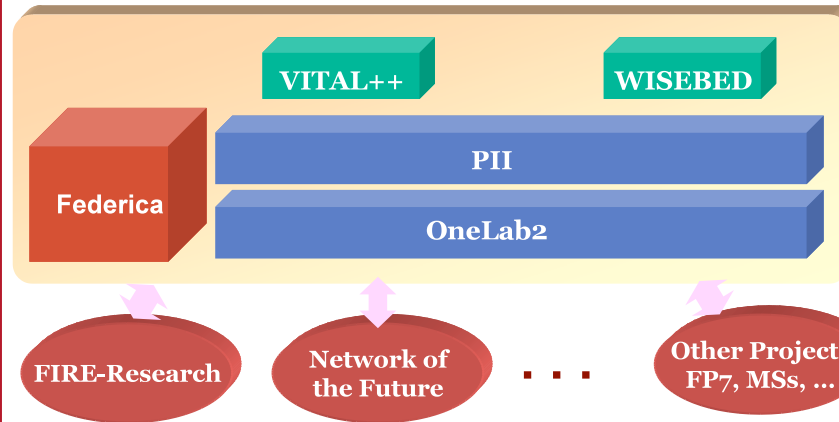 VITAL++
WISEBED
PII
Federica
OneLab2
FIRE-Research
Network of
the Future
. . .
Other Project
FP7, MSs, ...